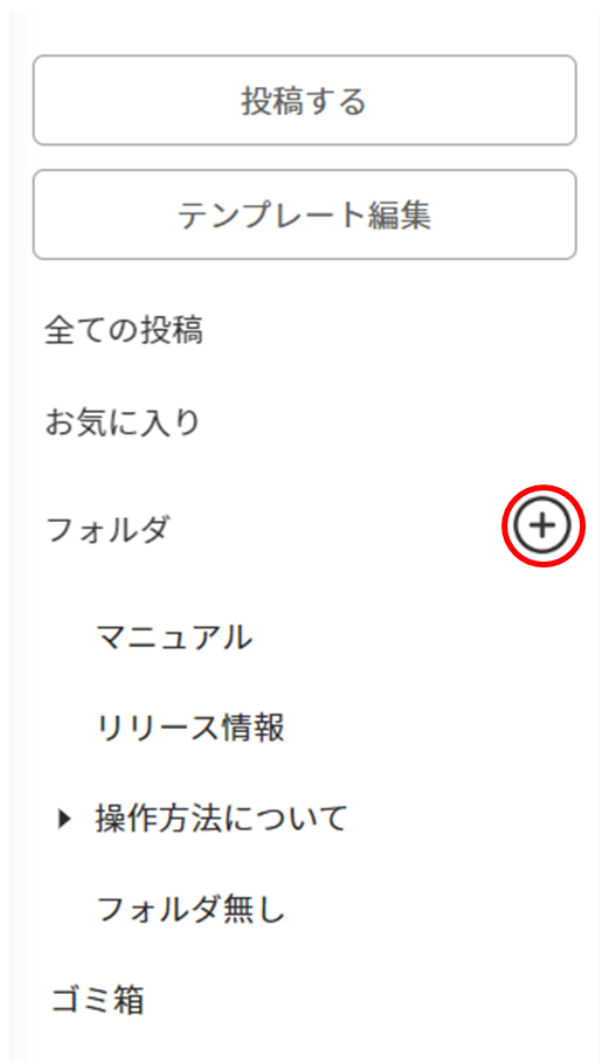 投稿する
テンプレート編集
全ての投稿
お気に入り
フォルダ
マニュアル
リリース情報
操作方法について
フォルダ無し
ゴミ箱